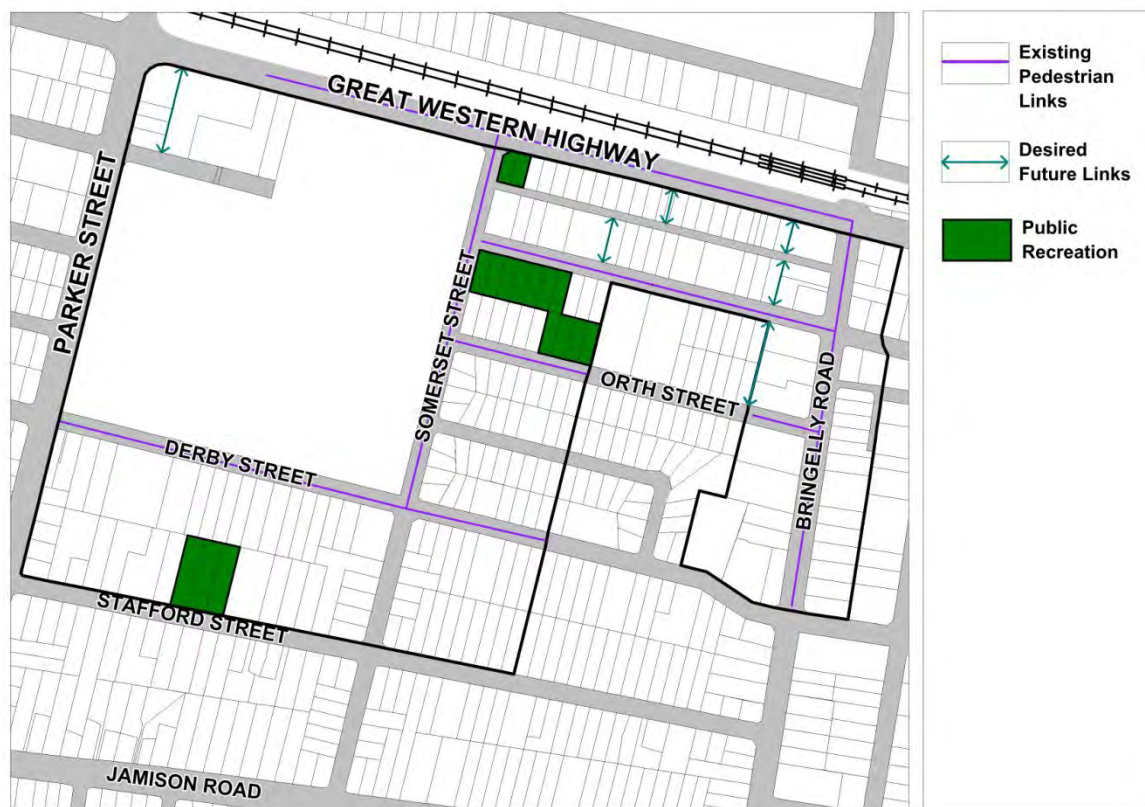 GREAT WESTERN HIGHWAY
PARKER STREET
SOMERSET STREET
ORTH STREET
BRINGELLY ROAD
DERBY STREET
STAFFORD STREET
JAMISON ROAD
Existing
Pedestrian
Links
Desired
Future Links
Public
Recreation